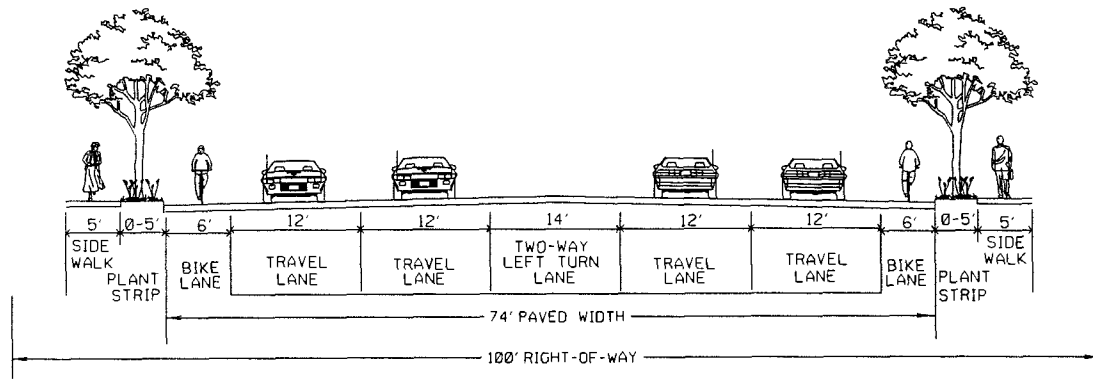 5' 0-5' 6' 12' 12' 14' 12' 12' 6' 0-5' 5'
SIDE
WALK
PLANT
STRIP
BIKE
LANE
TRAVEL
LANE
TRAVEL
LANE
TWO-WAY
LEFT TURN
LANE
TRAVEL
LANE
TRAVEL
LANE
BIKE
LANE
PLANT
STRIP
SIDE
WALK
74' PAVED WIDTH
100' RIGHT-OF-WAY